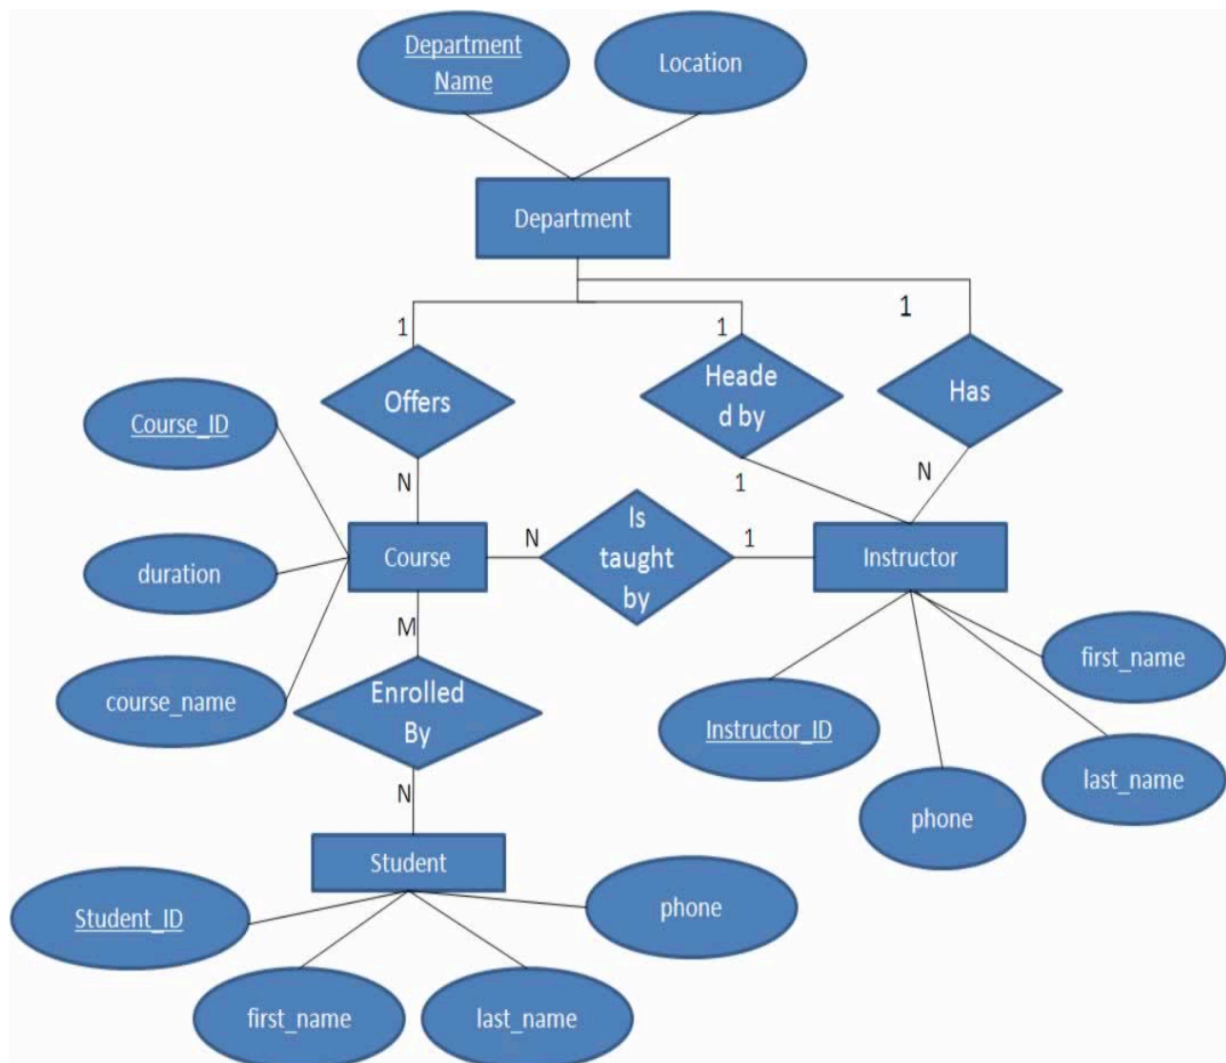 Department
Name
Location
Department
1
1
1
Offers
Heade
d by
Has
Course_ID
N
1
N
Is
taught
by
N
1
Course
Instructor
duration
M
first_name
course_name
Enrolled
By
Instructor_ID
last_name
N
phone
Student
phone
Student_ID
first_name
last_name